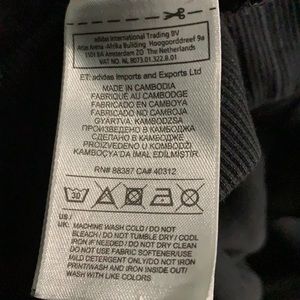 adidas International Trading BV
Atlas Arena -Afrika Building Hoogoorddreef 9a
1101 BA Amsterdam ZO The Netherlands
VAT NO. NL 8073.01.322.B.01
ET: adidas Imports and Exports Ltd
MADE IN CAMBODIA
FABRIQUÉ AU CAMBODGE
FABRICADO EN CAMBOYA
FABRICADO NO CAMBOJA
GYÁRTVA, KAMBODZSA
ПРОИЗВЕДЕНО В КАМБОДЖА
СДЕЛАНО В КАМБОДЖЕ
PROIZVEDENO U KOMBODŽI
KAMBOÇYA'DA İMAL EDİLMİŞTİR.
RN# 88387 CA# 40312
30
US /
UK: MACHINE WASH COLD / DO NOT
BLEACH / DO NOT TUMBLE DRY / COOL
IRON IF NEEDED / DO NOT DRY CLEAN
DO NOT USE FABRIC SOFTENER/USE
MILD DETERGENT ONLY/DO NOT IRON
PRINT/WASH AND IRON INSIDE OUT/
WASH WITH LIKE COLORS